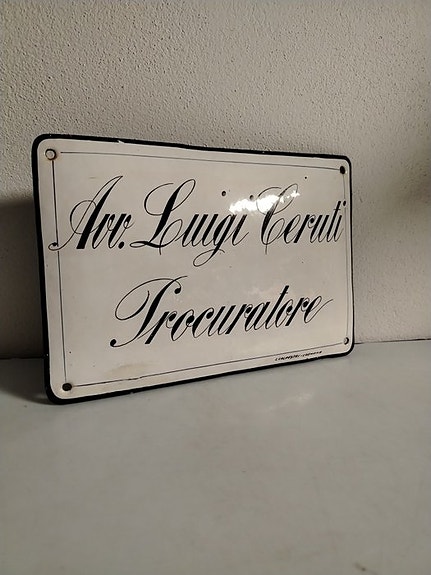 Avv. Luigi Ceruti
Procuratore